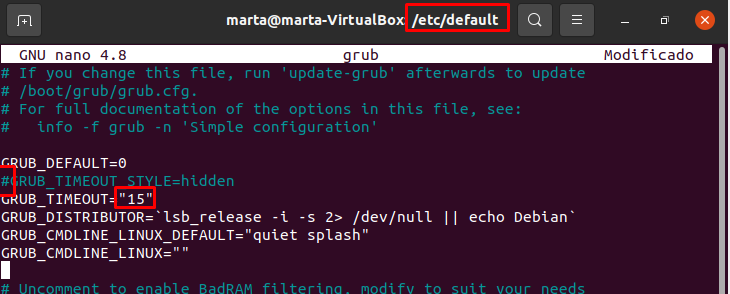 marta@marta-VirtualBox: /etc/default
GNU nano 4.8 grub Modificado
# If you change this file, run 'update-grub' afterwards to update
# /boot/grub/grub.cfg.
# For full documentation of the options in this file, see:
#   info -f grub -n 'Simple configuration'
GRUB_DEFAULT=0
#GRUB_TIMEOUT_STYLE=hidden
GRUB_TIMEOUT="15"
GRUB_DISTRIBUTOR=`lsb_release -i -s 2> /dev/null || echo Debian`
GRUB_CMDLINE_LINUX_DEFAULT="quiet splash"
GRUB_CMDLINE_LINUX=""
# Uncomment to enable BadRAM filtering, modify to suit your needs